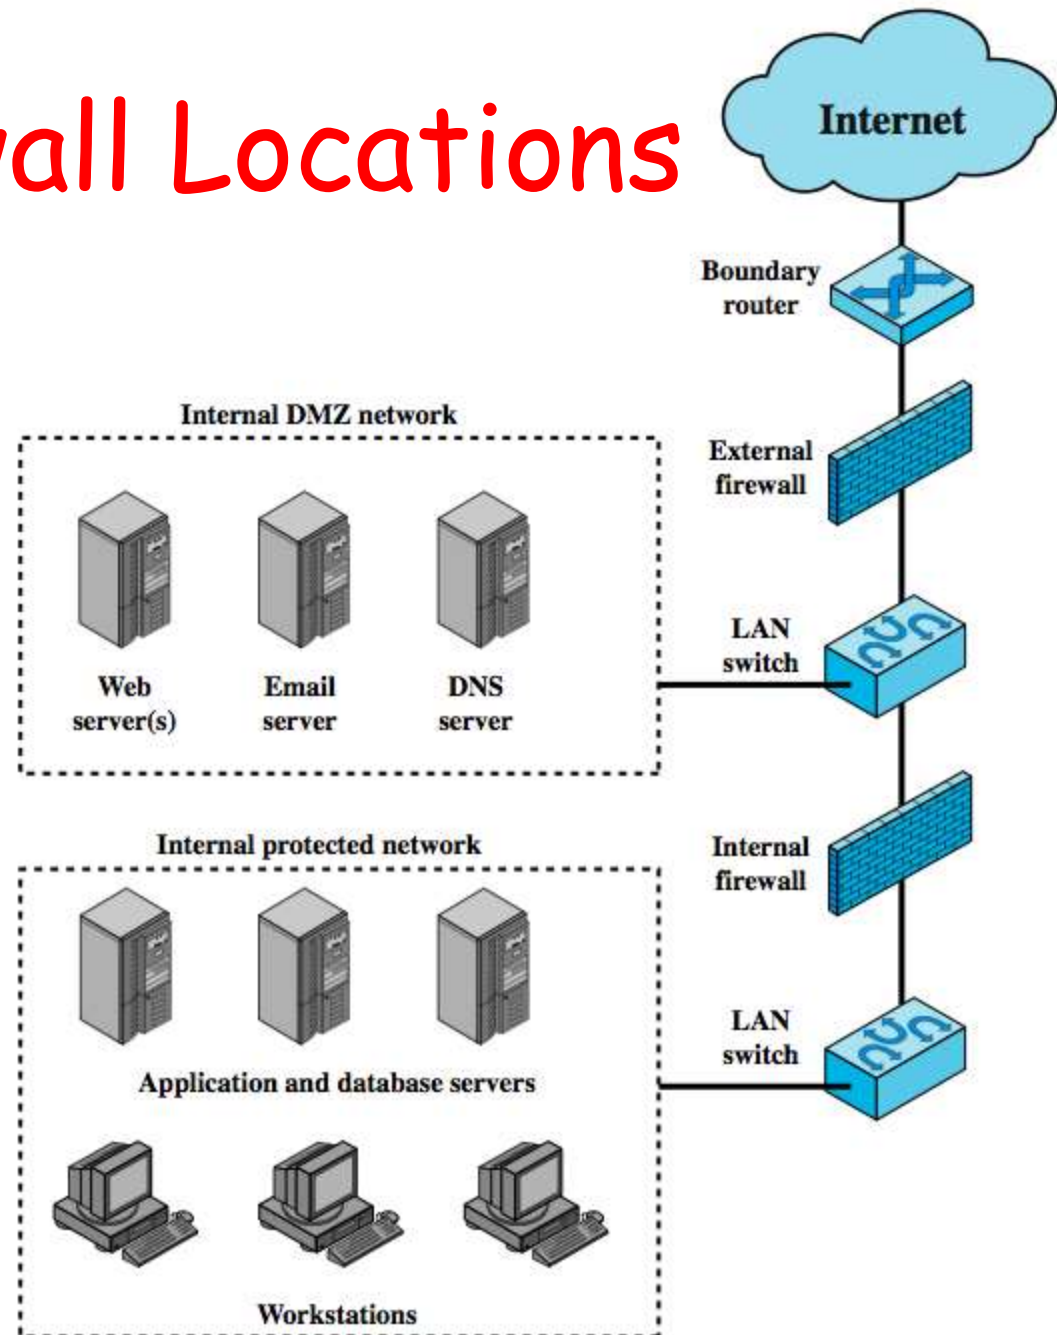 wall Locations
Internet
Boundary
router
Internal DMZ network
External
firewall
LAN
switch
Web
server(s)
Email
server
DNS
server
Internal protected network
Internal
firewall
LAN
switch
Application and database servers
Workstations